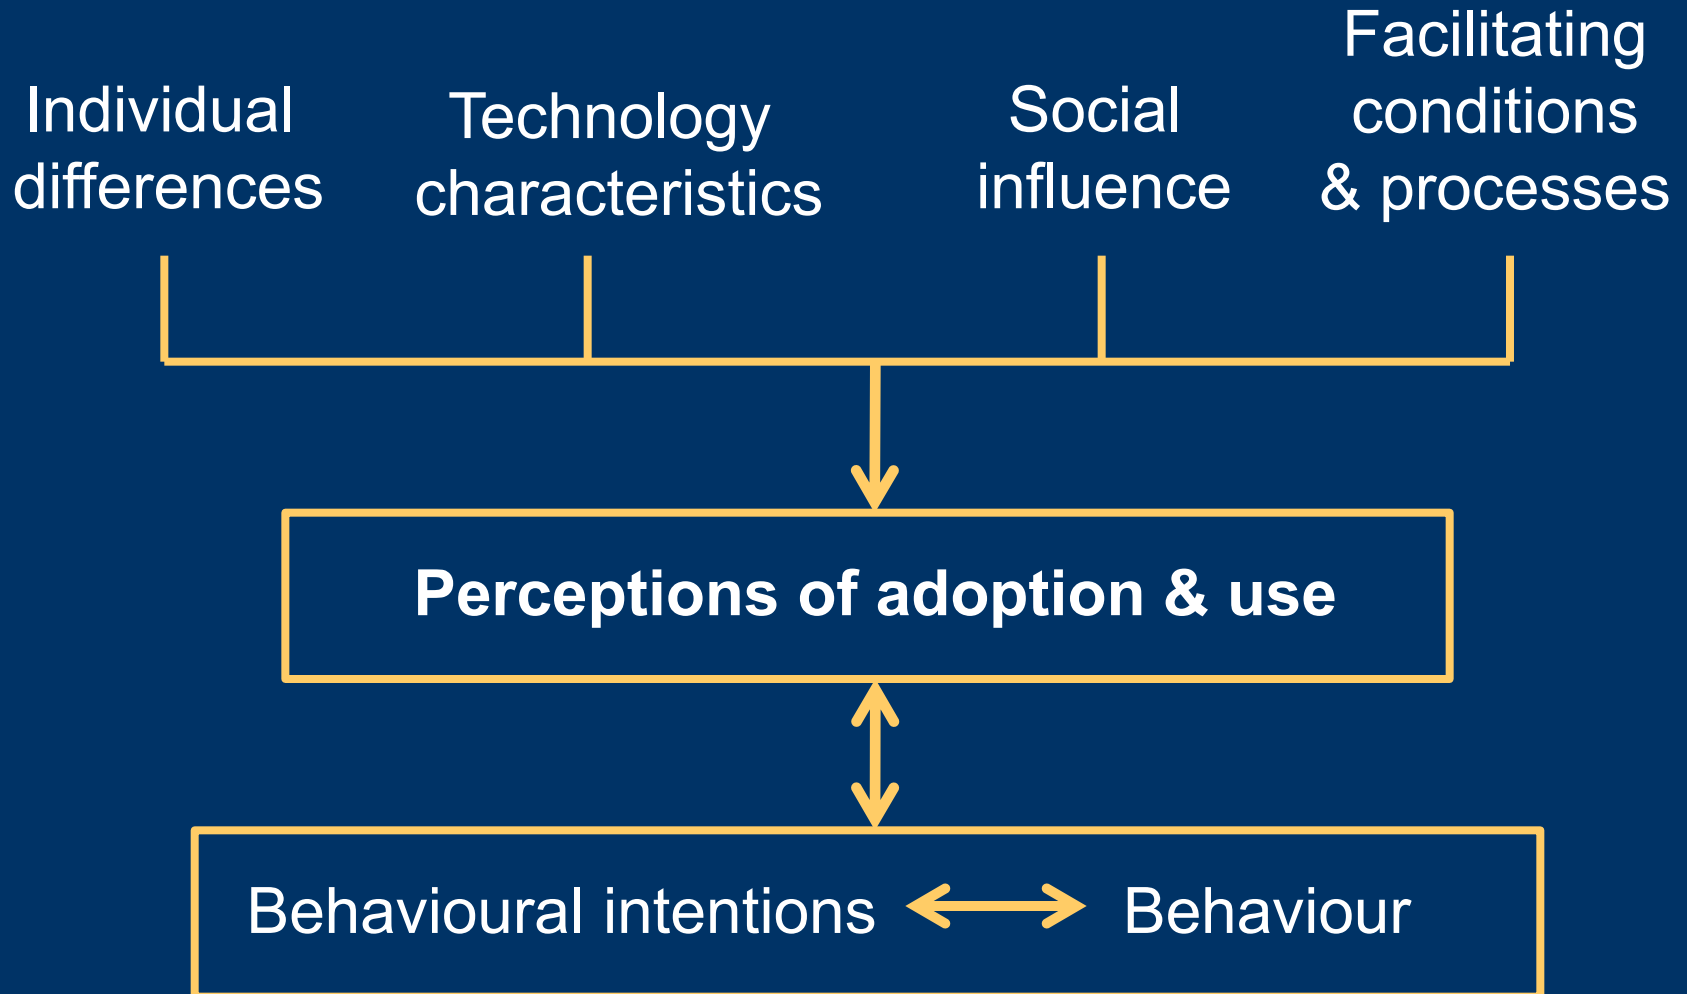 Individual
differences
Technology
characteristics
Social
influence
Facilitating
conditions
& processes
Perceptions of adoption & use
Behavioural intentions
Behaviour